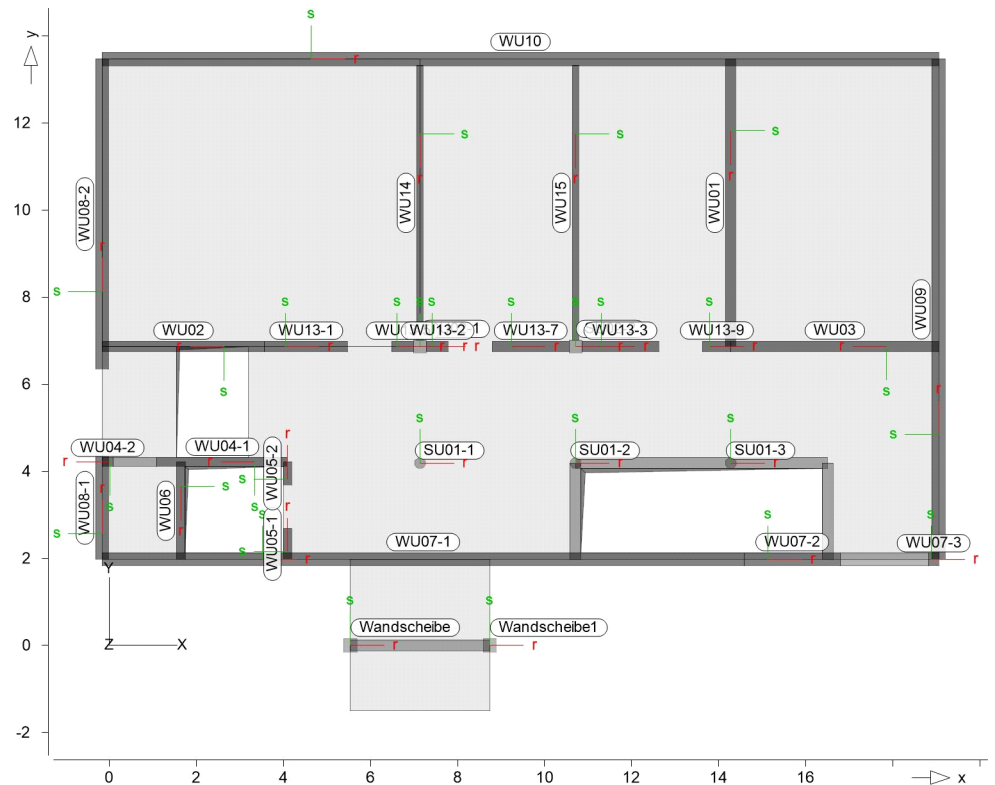 s
y
WU10
r
12
s
s
s
r
r
r
10
WU08-2
WU14
WU15
WU01
r
8
s
s
s
s
s
s
s
s
WU09
WU02
WU13-1
WU
WU13-2
1
WU13-7
WU13-3
WU13-9
WU03
r
r
r
r
r
r
r
r
r
r
6
s
s
r
s
s
s
s
r
WU04-2
WU04-1
WU05-2
SU01-1
SU01-2
SU01-3
4
r
r
r
r
r
r
WU08-1
WU06
s
s
r
s
s
s
s
s
r
s
r
WU05-1
WU07-1
WU07-2
WU07-3
2
s
r
r
r
Y
s
s
Wandscheibe
Wandscheibe1
0
Z
X
r
r
-2
0
2
4
6
8
10
12
14
16
x